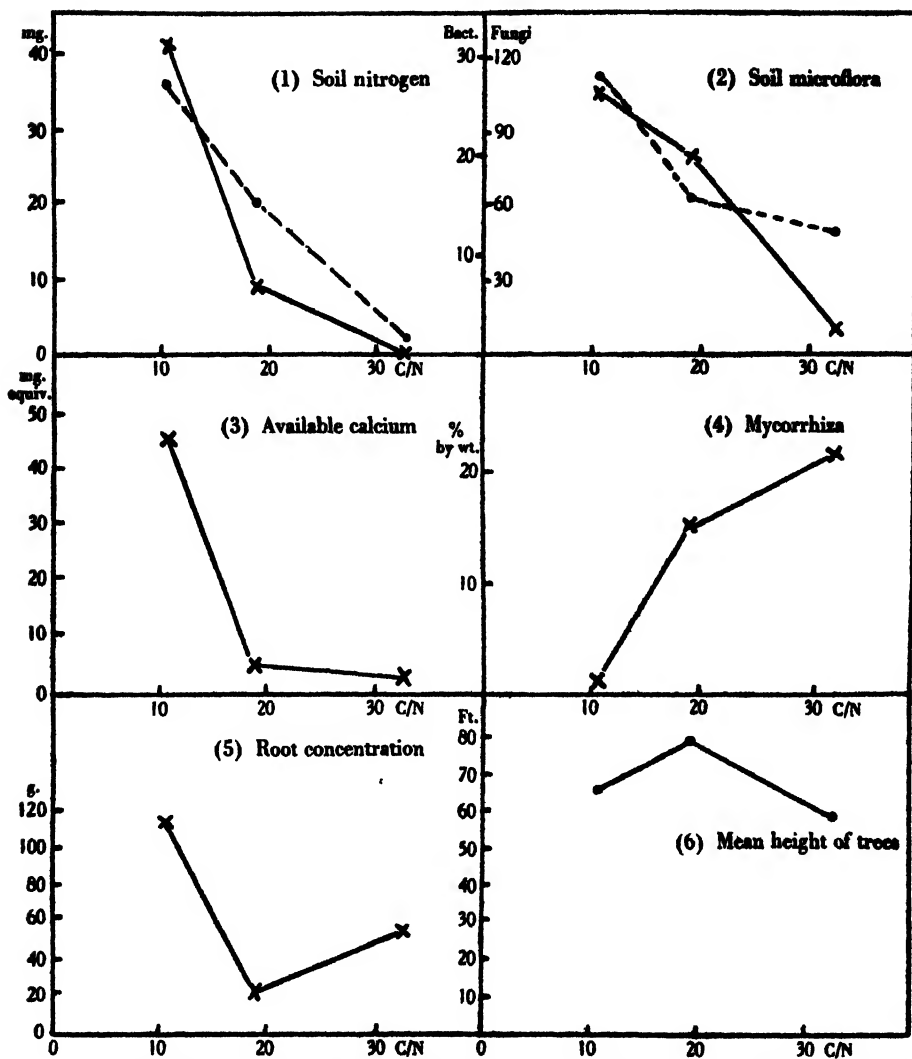 mg.
40
30
20
10
0
(1) Soil nitrogen
10 20 30 C/N
Bact. Fungi
30 120
90
20
60
10
30
(2) Soil microflora
10 20 30 C/N
mg.
equiv.
50
40
30
20
10
0
(3) Available calcium
10 20 30 C/N
%
by wt.
20
10
(4) Mycorrhiza
10 20 30 C/N
(5) Root concentration
g.
120
100
80
60
40
20
0
0 10 20 30 C/N
Ft.
80
70
60
50
40
30
20
10
(6) Mean height of trees
0 10 20 30 C/N